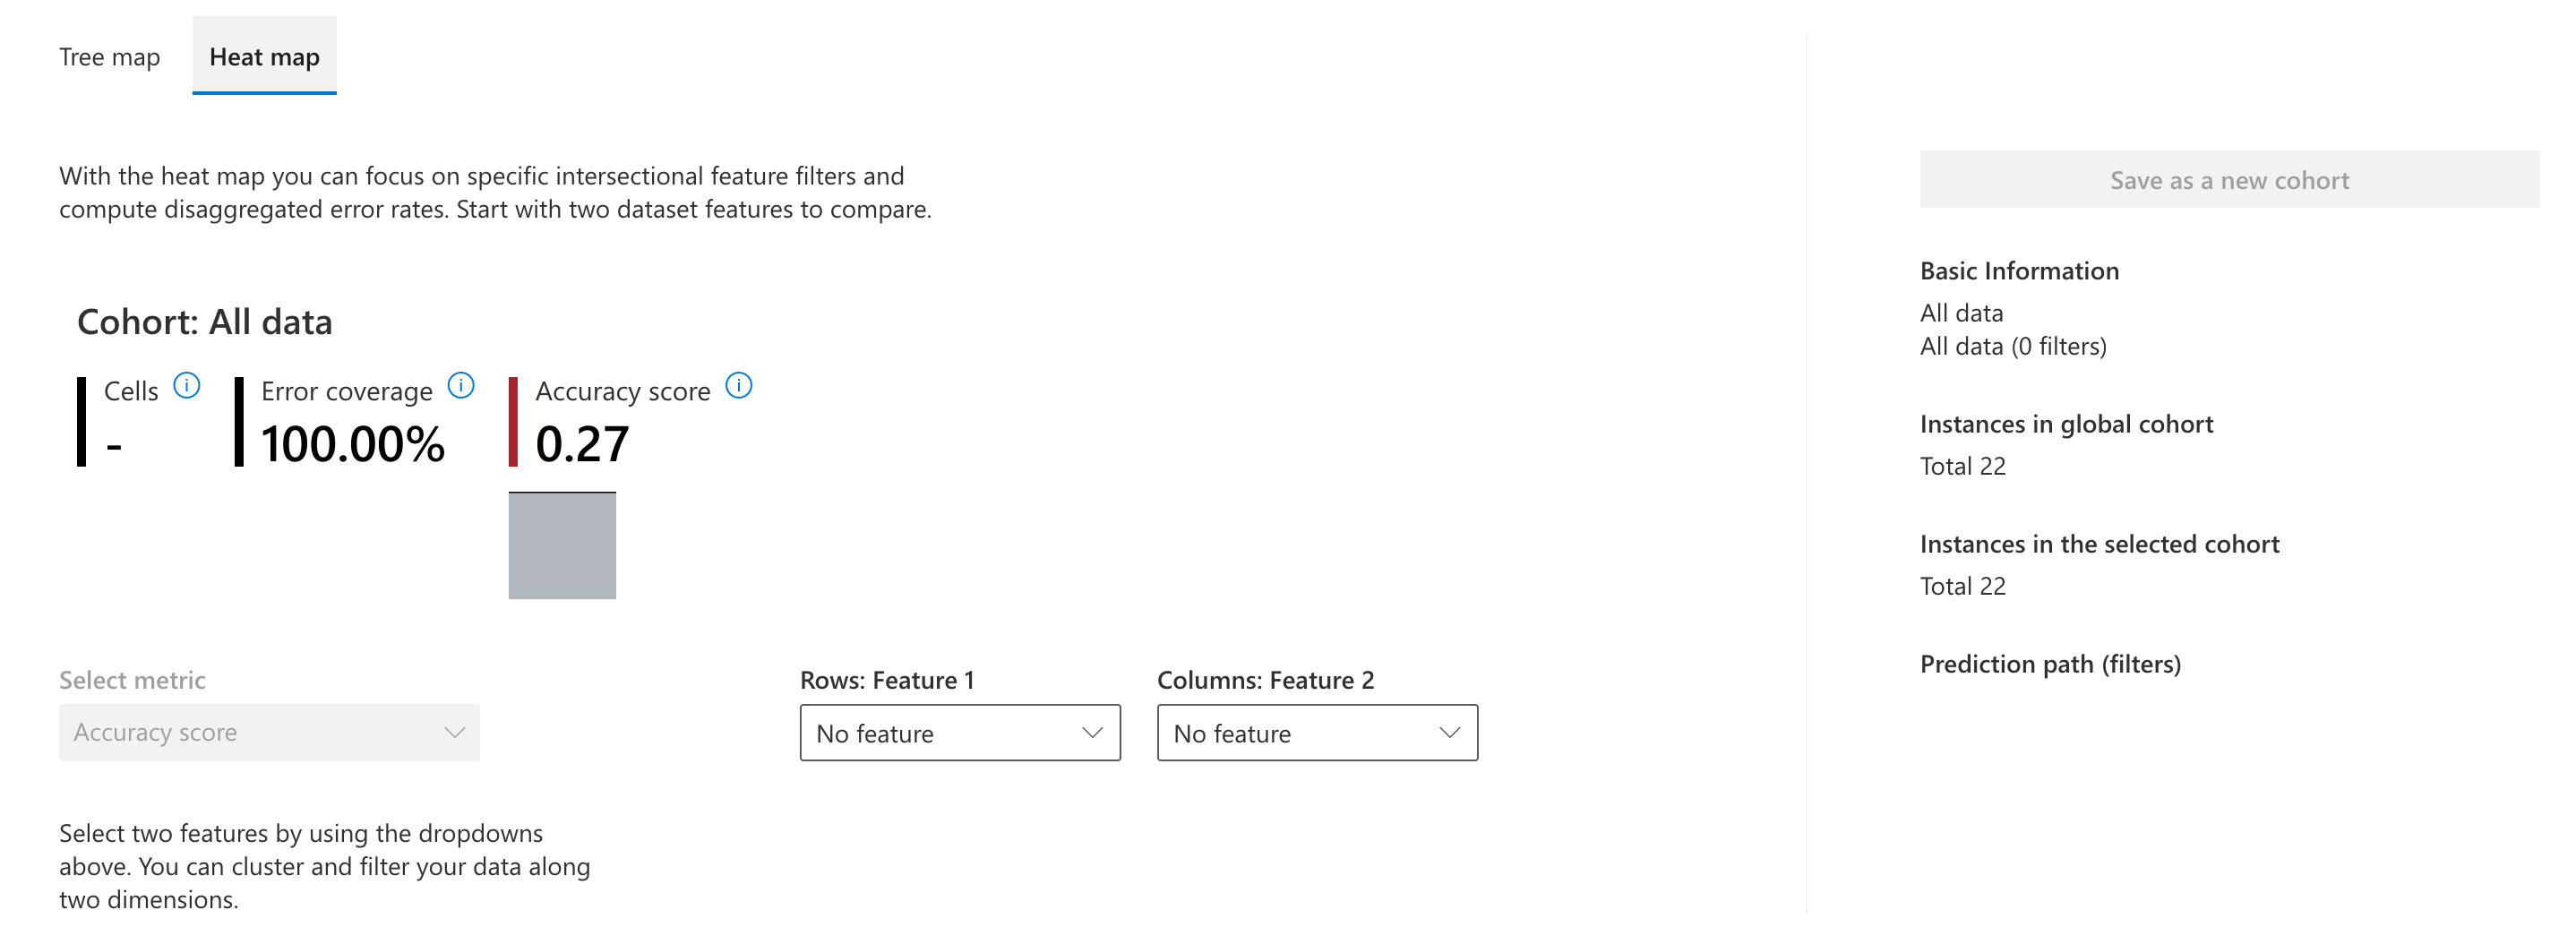 Tree map
Heat map
With the heat map you can focus on specific intersectional feature filters and
compute disaggregated error rates. Start with two dataset features to compare.
Cohort: All data
Cells
-
Error coverage
100.00%
Accuracy score
0.27
Select metric
Accuracy score
Rows: Feature 1
No feature
Columns: Feature 2
No feature
Select two features by using the dropdowns
above. You can cluster and filter your data along
two dimensions.
Save as a new cohort
Basic Information
All data
All data (0 filters)
Instances in global cohort
Total 22
Instances in the selected cohort
Total 22
Prediction path (filters)